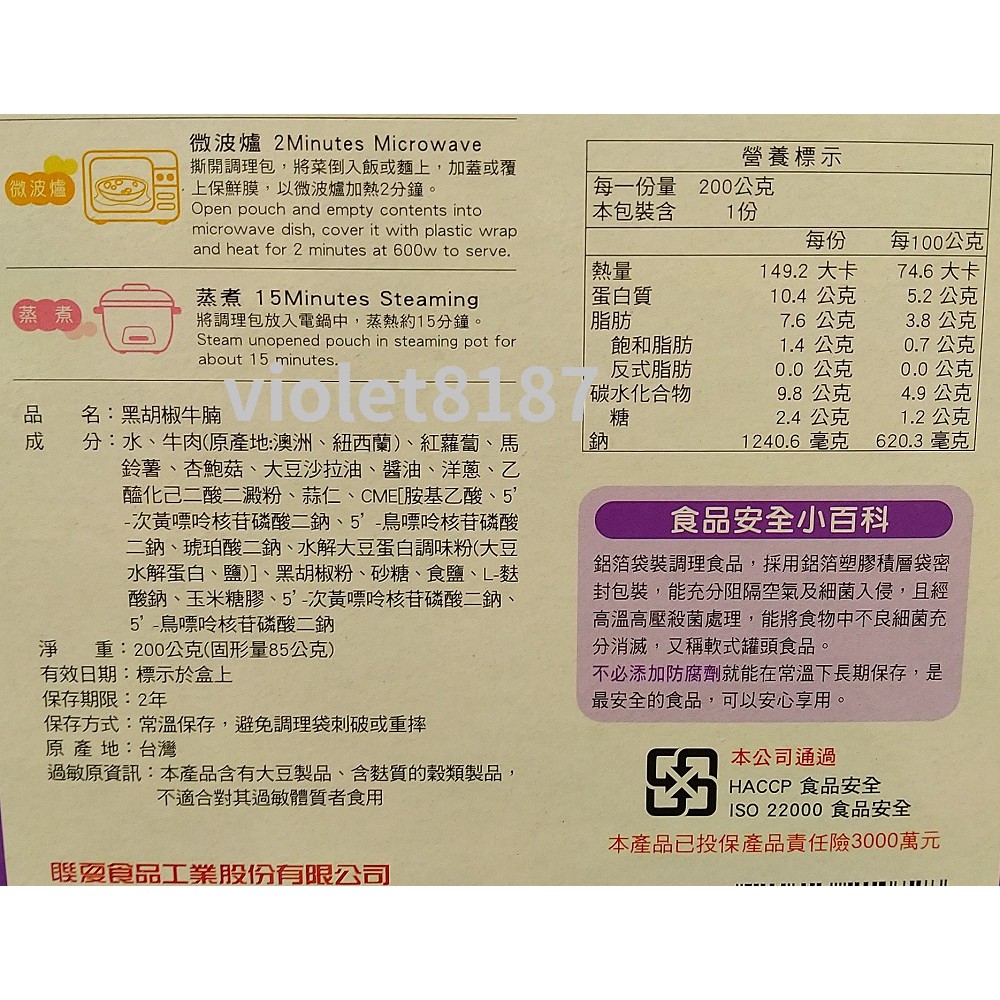 微波爐
微波爐 2Minutes Microwave
撕開調理包，將菜倒入飯或麵上，加蓋或覆
上保鮮膜，以微波爐加熱2分鐘。
Open pouch and empty contents into
microwave dish, cover it with plastic wrap
and heat for 2 minutes at 600w to serve.
蒸煮
蒸煮 15Minutes Steaming
將調理包放入電鍋中，蒸熱約15分鐘。
Steam unopened pouch in steaming pot for
about 15 minutes.
violet8187
品　　名：黑胡椒牛腩
成　　分：水、牛肉(原產地:澳洲、紐西蘭)、紅蘿蔔、馬
鈴薯、杏鮑菇、大豆沙拉油、醬油、洋蔥、乙
醯化己二酸二澱粉、蒜仁、CME[胺基乙酸、5’
-次黃嘌呤核苷磷酸二鈉、5’-鳥嘌呤核苷磷酸
二鈉、琥珀酸二鈉、水解大豆蛋白調味粉(大豆
水解蛋白、鹽)]、黑胡椒粉、砂糖、食鹽、L-麩
酸鈉、玉米糖膠、5’-次黃嘌呤核苷磷酸二鈉、
5’-鳥嘌呤核苷磷酸二鈉
淨　　重：200公克(固形量85公克)
有效日期：標示於盒上
保存期限：2年
保存方式：常溫保存，避免調理袋刺破或重摔
原 產 地：台灣
過敏原資訊：本產品含有大豆製品、含麩質的穀類製品，
不適合對其過敏體質者食用
聯夏食品工業股份有限公司
營養標示
每一份量 200公克
本包裝含 1份
每份 每100公克
熱量 149.2 大卡 74.6 大卡
蛋白質 10.4 公克 5.2 公克
脂肪 7.6 公克 3.8 公克
飽和脂肪 1.4 公克 0.7 公克
反式脂肪 0.0 公克 0.0 公克
碳水化合物 9.8 公克 4.9 公克
糖 2.4 公克 1.2 公克
鈉 1240.6 毫克 620.3 毫克
食品安全小百科
鋁箔袋裝調理食品，採用鋁箔塑膠積層袋密
封包裝，能充分阻隔空氣及細菌入侵，且經
高溫高壓殺菌處理，能將食物中不良細菌充
分消滅，又稱軟式罐頭食品。
不必添加防腐劑就能在常溫下長期保存，是
最安全的食品，可以安心享用。
本公司通過
HACCP 食品安全
ISO 22000 食品安全
本產品已投保產品責任險3000萬元